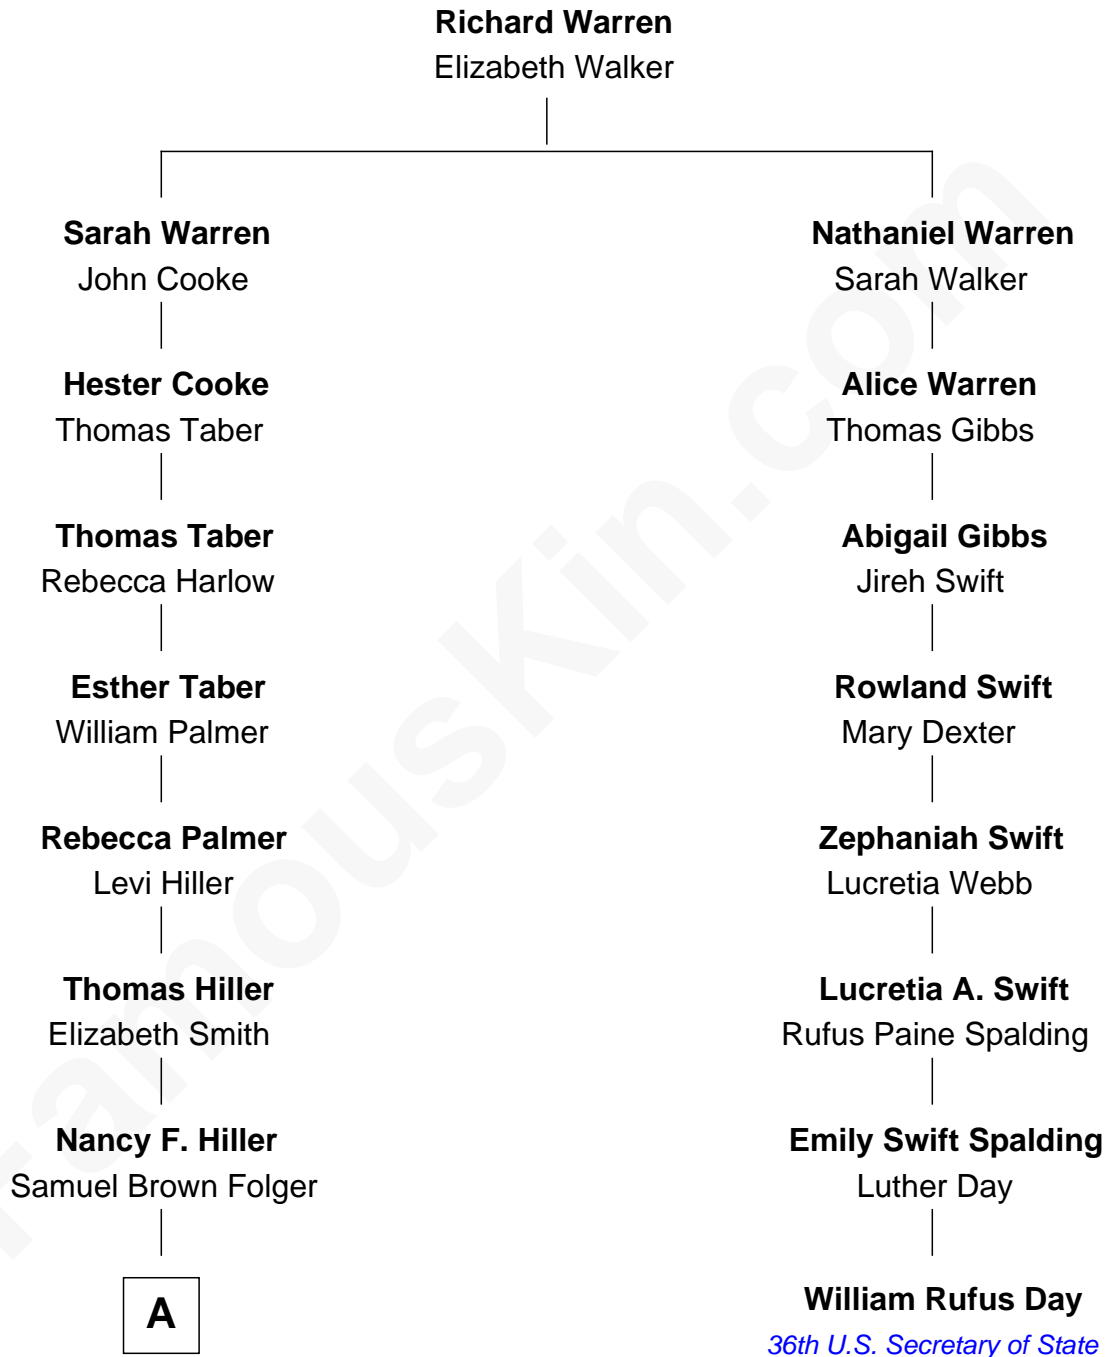 Richard Warren
Elizabeth Walker
Sarah Warren
John Cooke
Nathaniel Warren
Sarah Walker
Hester Cooke
Thomas Taber
Alice Warren
Thomas Gibbs
Thomas Taber
Rebecca Harlow
Abigail Gibbs
Jireh Swift
Esther Taber
William Palmer
Rowland Swift
Mary Dexter
Rebecca Palmer
Levi Hiller
Zephaniah Swift
Lucretia Webb
Thomas Hiller
Elizabeth Smith
Lucretia A. Swift
Rufus Paine Spalding
Nancy F. Hiller
Samuel Brown Folger
Emily Swift Spalding
Luther Day
A
William Rufus Day
36th U.S. Secretary of State
FamousKin.com